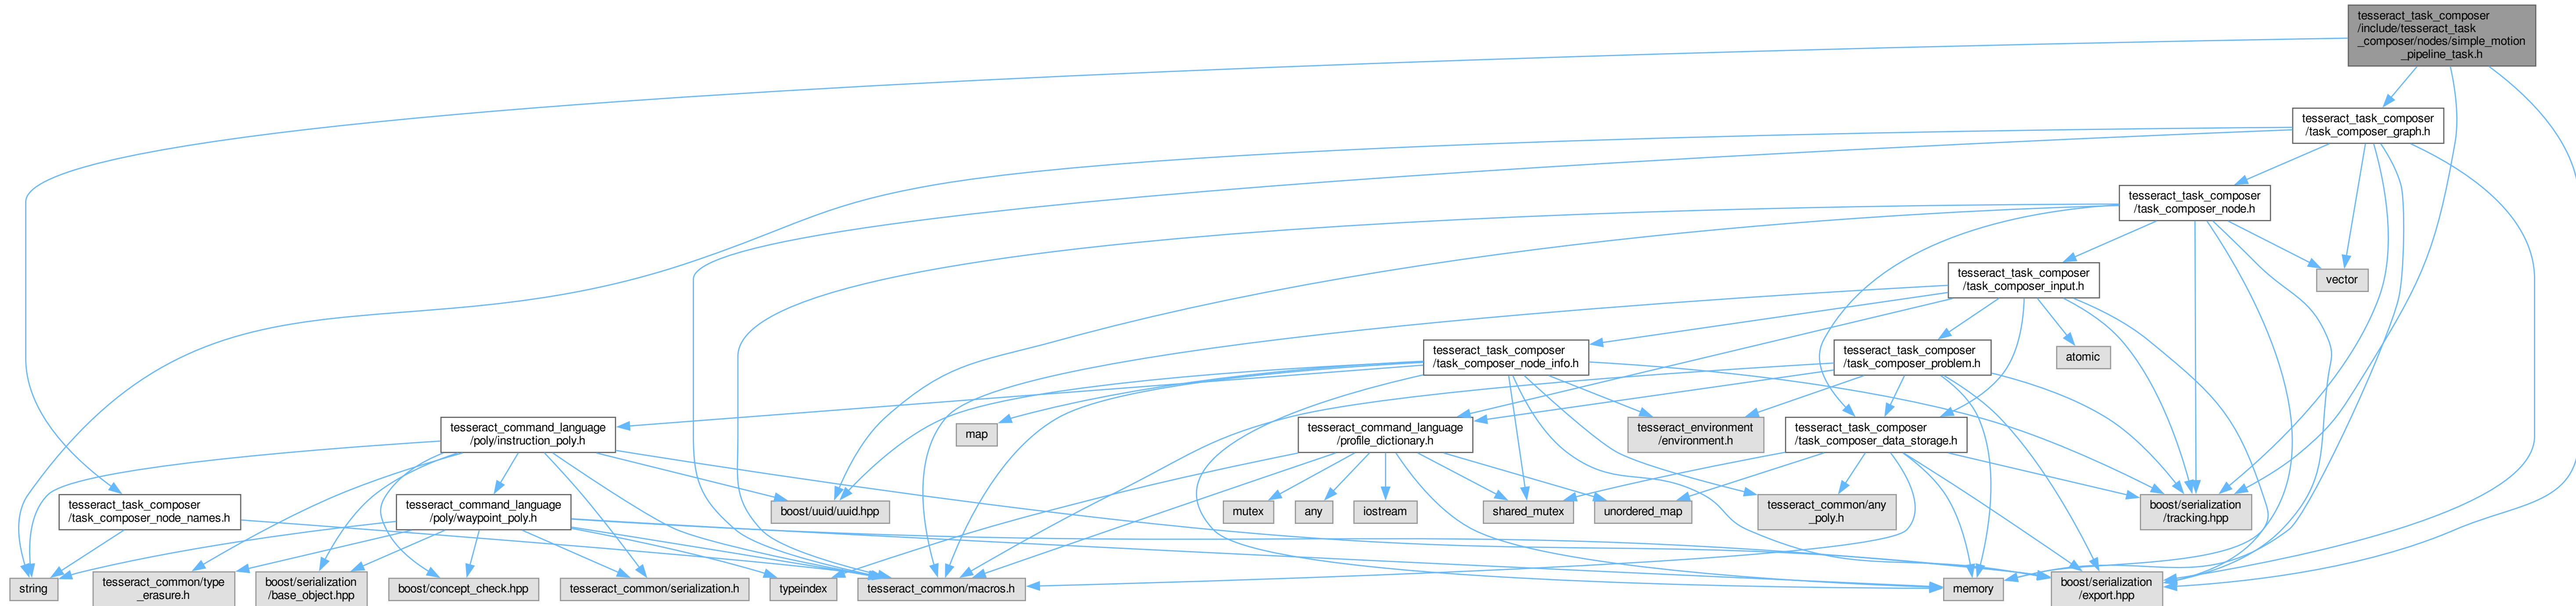 tesseract_task_composer
/include/tesseract_task
_composer/nodes/simple_motion
_pipeline_task.h
tesseract_task_composer
/task_composer_graph.h
tesseract_task_composer
/task_composer_node.h
tesseract_task_composer
/task_composer_input.h
vector
tesseract_task_composer
/task_composer_node_info.h
tesseract_task_composer
/task_composer_problem.h
atomic
tesseract_command_language
/poly/instruction_poly.h
map
tesseract_command_language
/profile_dictionary.h
tesseract_environment
/environment.h
tesseract_task_composer
/task_composer_data_storage.h
tesseract_task_composer
/task_composer_node_names.h
tesseract_command_language
/poly/waypoint_poly.h
boost/uuid/uuid.hpp
mutex
any
iostream
shared_mutex
unordered_map
tesseract_common/any
_poly.h
boost/serialization
/tracking.hpp
string
tesseract_common/type
_erasure.h
boost/serialization
/base_object.hpp
boost/concept_check.hpp
tesseract_common/serialization.h
typeindex
tesseract_common/macros.h
memory
boost/serialization
/export.hpp